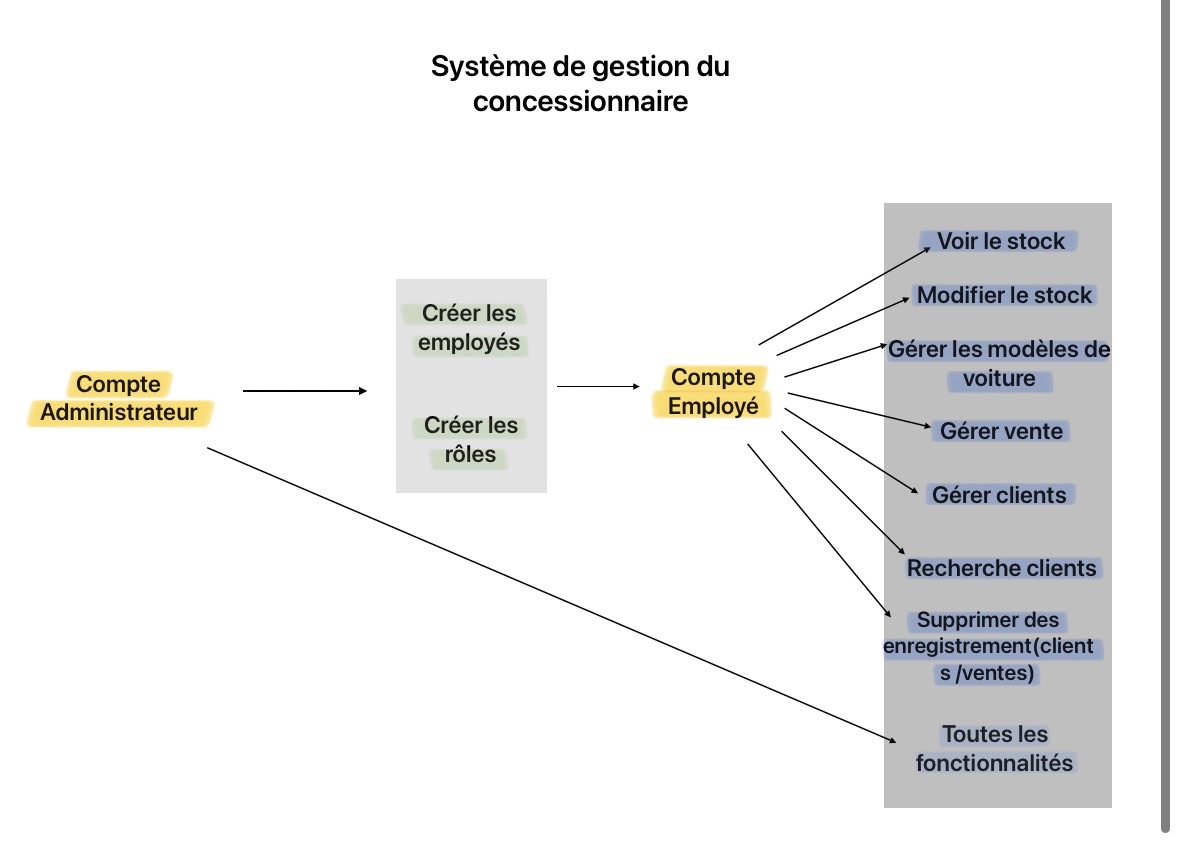 Système de gestion du
concessionnaire
Compte
Administrateur
Créer les
employés
Créer les
rôles
Compte
Employé
Voir le stock
Modifier le stock
Gérer les modèles de
voiture
Gérer vente
Gérer clients
Recherche clients
Supprimer des
enregistrement(client
s /ventes)
Toutes les
fonctionnalités